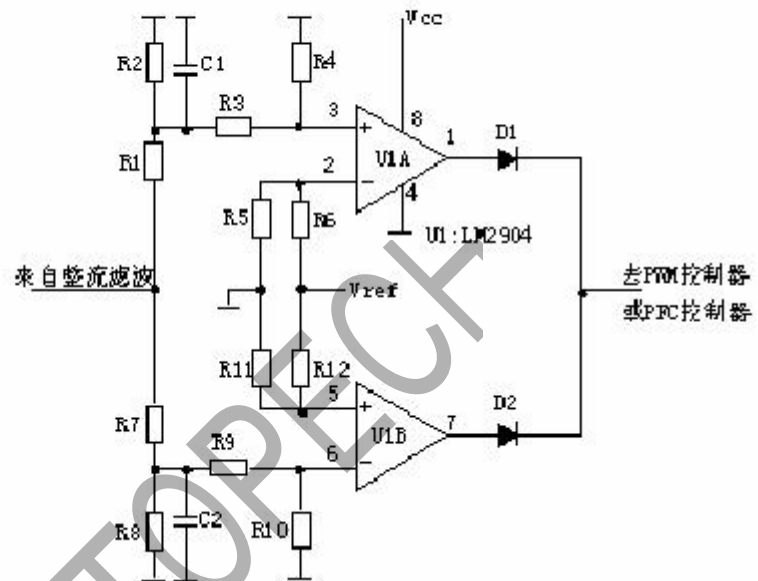 Vcc
R2
C1
R4
R3
3
8
1
D1
R1
U1A
2
4
R5
R6
U1:LM2904
来自整流滤波
Vref
去PWM控制器
或PFC控制器
R11
R12
5
D2
R7
U1B
7
R9
6
R8
C2
R10
TOPECH